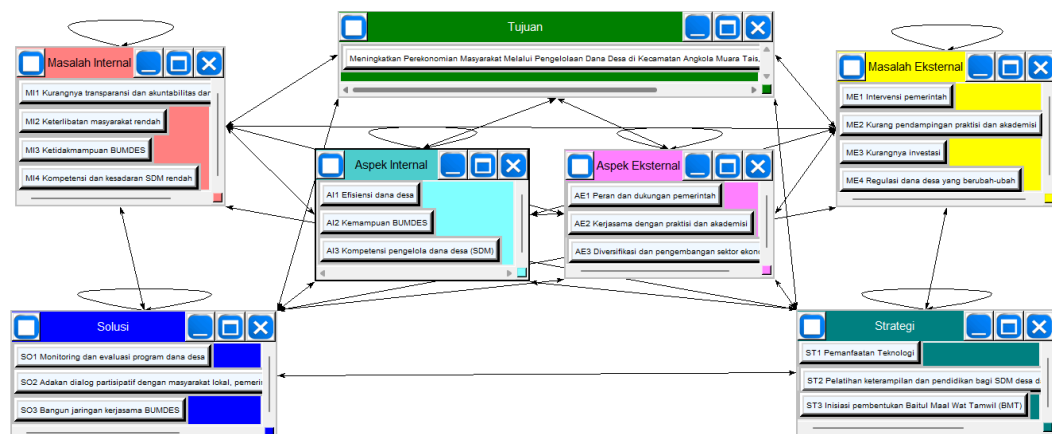 Tujuan
Meningkatkan Perekonomian Masyarakat Melalui Pengelolaan Dana Desa di Kecamatan Angkola Muara Tais,
Masalah Internal
MI1 Kurangnya transparansi dan akuntabilitas dar
MI2 Keterlibatan masyarakat rendah
MI3 Ketidakmampuan BUMDES
MI4 Kompetensi dan kesadaran SDM rendah
Masalah Eksternal
ME1 Intervensi pemerintah
ME2 Kurang pendampingan praktisi dan akademisi
ME3 Kurangnya investasi
ME4 Regulasi dana desa yang berubah-ubah
Aspek Internal
AI1 Efisiensi dana desa
AI2 Kemampuan BUMDES
AI3 Kompetensi pengelola dana desa (SDM)
Aspek Eksternal
AE1 Peran dan dukungan pemerintah
AE2 Kerjasama dengan praktisi dan akademisi
AE3 Diversifikasi dan pengembangan sektor ekon
Solusi
SO1 Monitoring dan evaluasi program dana desa
SO2 Adakan dialog partisipatif dengan masyarakat lokal, pemeri
SO3 Bangun jaringan kerjasama BUMDES
Strategi
ST1 Pemanfaatan Teknologi
ST2 Pelatihan keterampilan dan pendidikan bagi SDM desa d
ST3 Inisiasi pembentukan Baitul Maal Wat Tamwil (BMT)